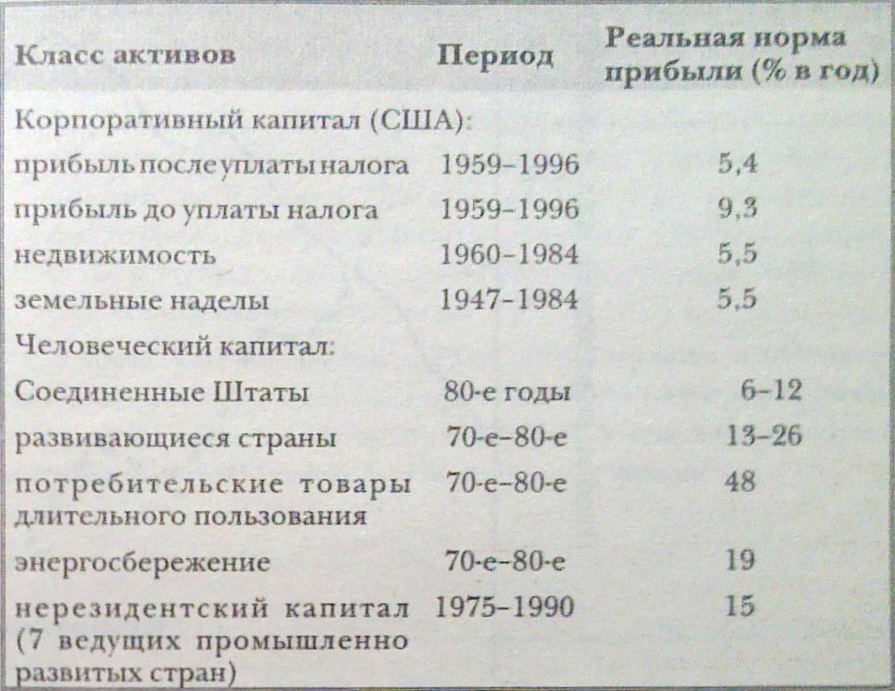 Класс активов Период Реальная норма
прибыли (% в год)
Корпоративный капитал (США):
прибыль после уплаты налога 1959–1996 5,4
прибыль до уплаты налога 1959–1996 9,3
недвижимость 1960–1984 5,5
земельные наделы 1947–1984 5,5
Человеческий капитал:
Соединенные Штаты 80-е годы 6–12
развивающиеся страны 70-е–80-е 13–26
потребительские товары 70-е–80-е 48
длительного пользования
энергосбережение 70-е–80-е 19
нерезидентский капитал 1975–1990 15
(7 ведущих промышленно
развитых стран)